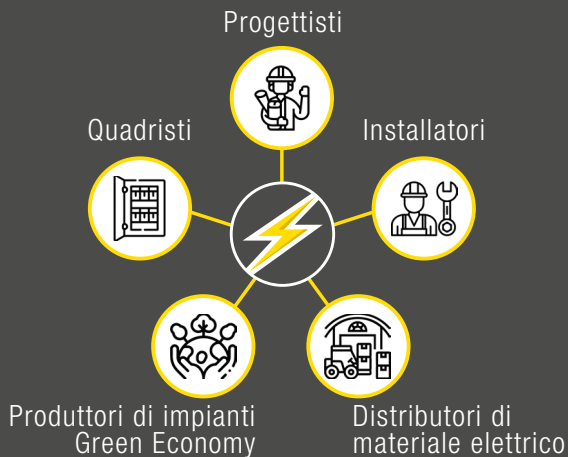 Progettisti
Quadristi
Installatori
Produttori di impianti
Green Economy
Distributori di
materiale elettrico